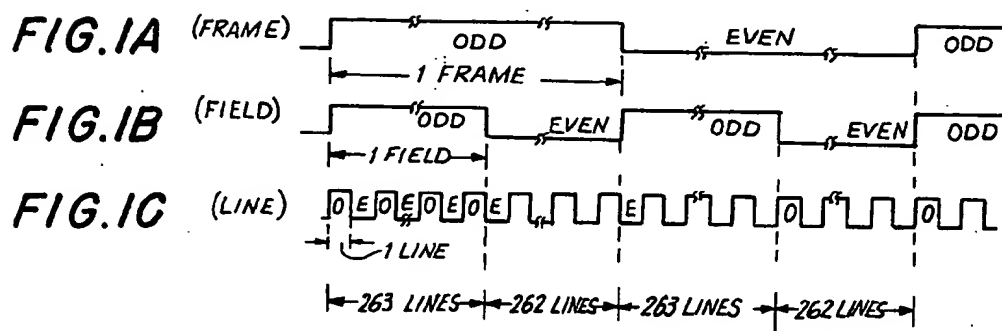 FIG.1A (FRAME) ODD EVEN ODD
1 FRAME
FIG.1B (FIELD) ODD EVEN ODD EVEN ODD
1 FIELD
FIG.1C (LINE) O E O E O E O E E O O
1 LINE
263 LINES 262 LINES 263 LINES 262 LINES